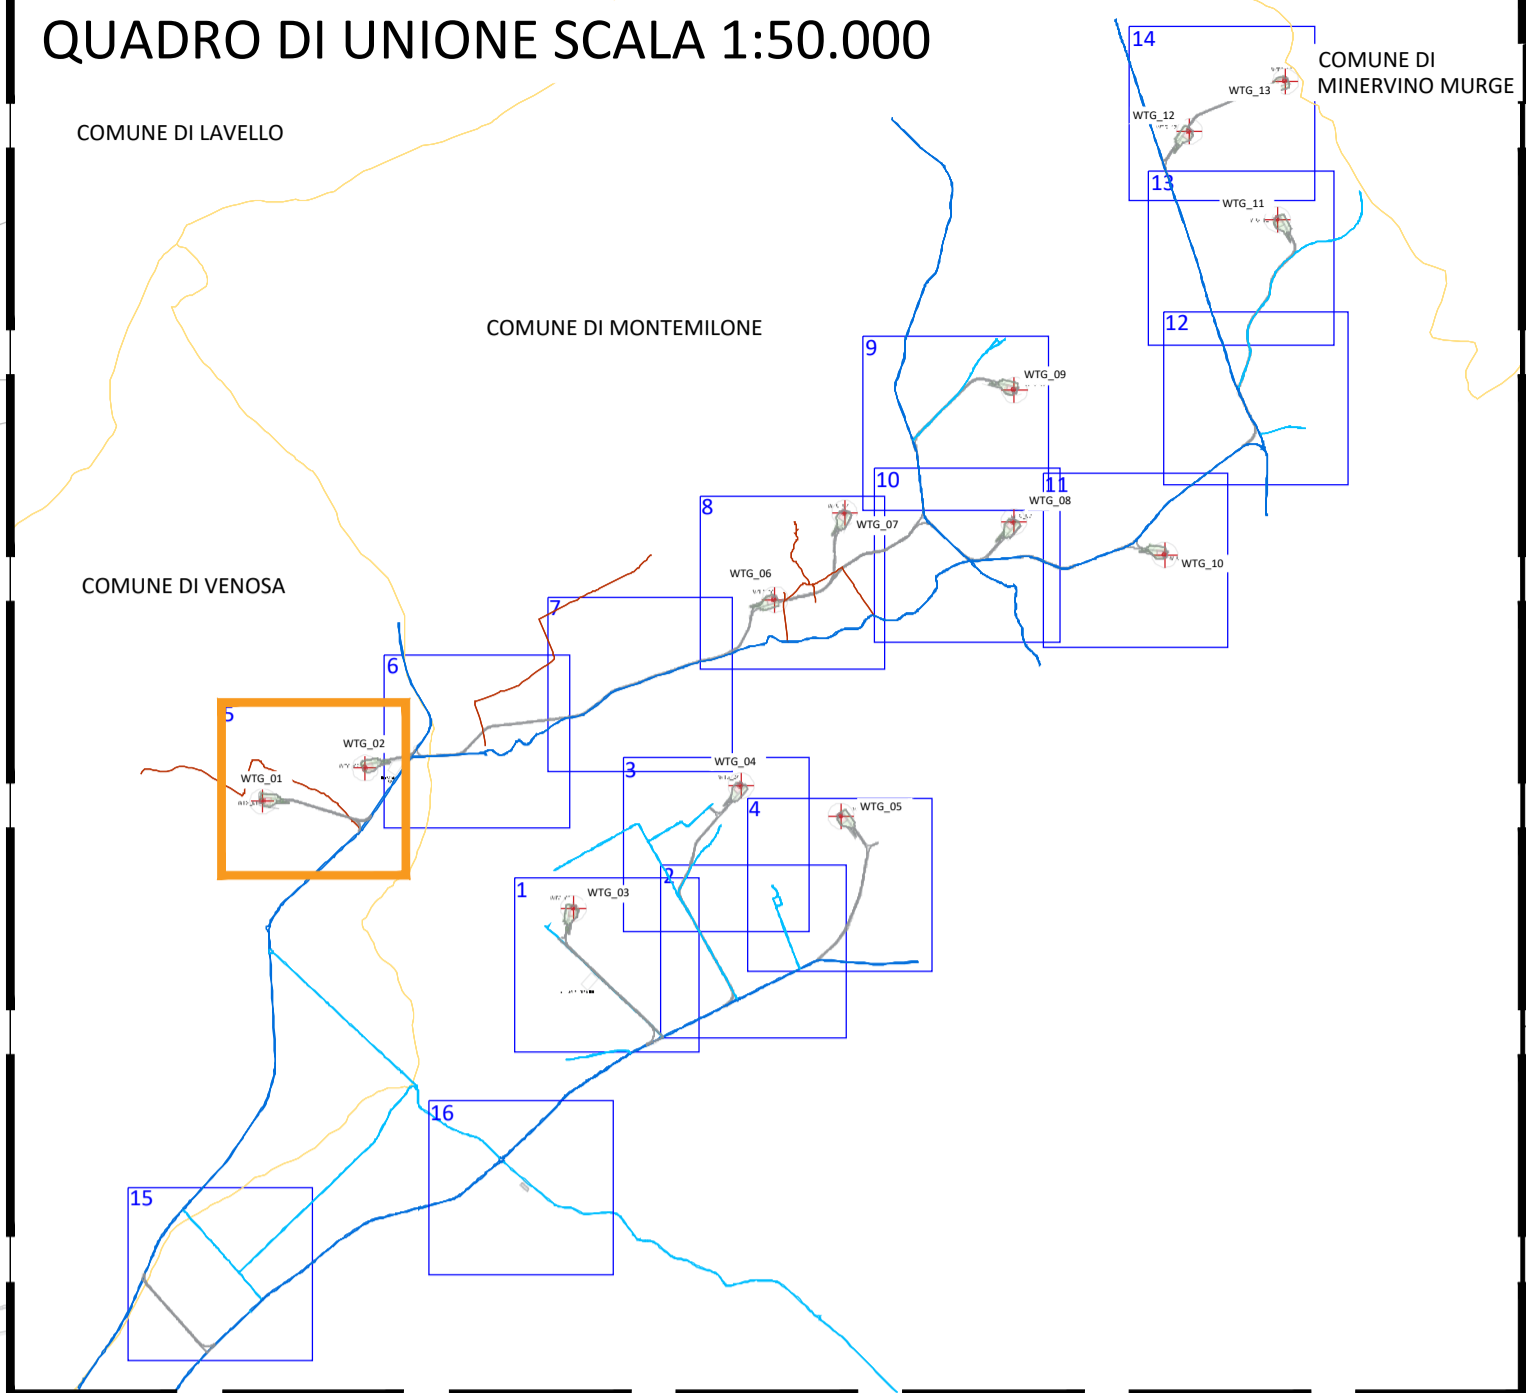 QUADRO DI UNIONE SCALA 1:50.000
14
COMUNE DI
MINERVINO MURGE
WTG_13
WTG_12
COMUNE DI LAVELLO
13
WTG_11
COMUNE DI MONTEMILONE
12
9
WTG_09
10
11
WTG_08
8
WTG_07
WTG_06
WTG_10
COMUNE DI VENOSA
7
6
5
WTG_02
WTG_01
3
WTG_04
4
WTG_05
2
1
WTG_03
16
15